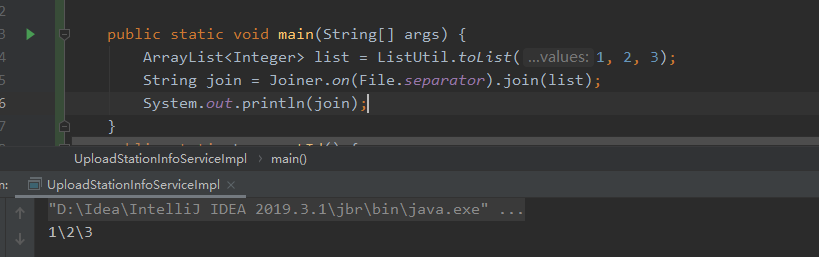 2
3 public static void main(String[] args) {
4 ArrayList<Integer> list = ListUtil.toList( ...values: 1, 2, 3);
5 String join = Joiner.on(File.separator).join(list);
6 System.out.println(join);
7 }
UploadStationInfoServiceImpl › main()
n: UploadStationInfoServiceImpl ×
"D:\Idea\IntelliJ IDEA 2019.3.1\jbr\bin\java.exe" ...
1\2\3